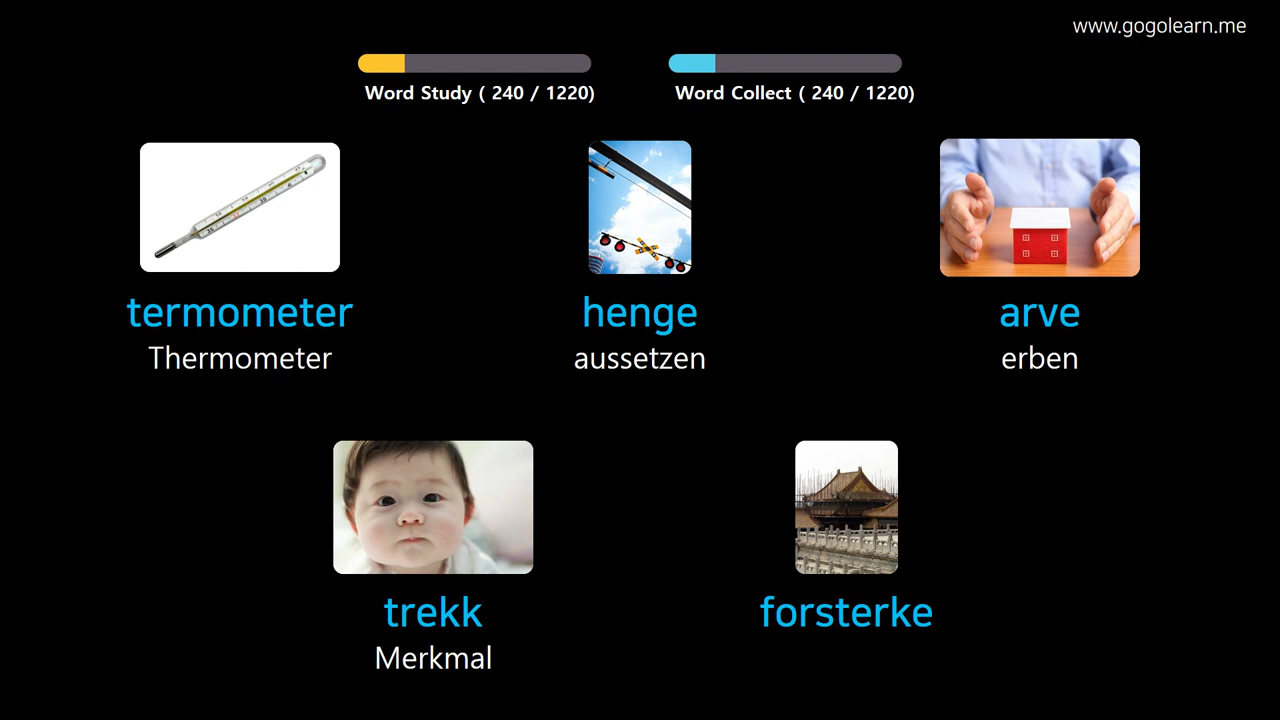 www.gogolearn.me
Word Study ( 240 / 1220)
Word Collect ( 240 / 1220)
termometer
Thermometer
henge
aussetzen
arve
erben
trekk
Merkmal
forsterke